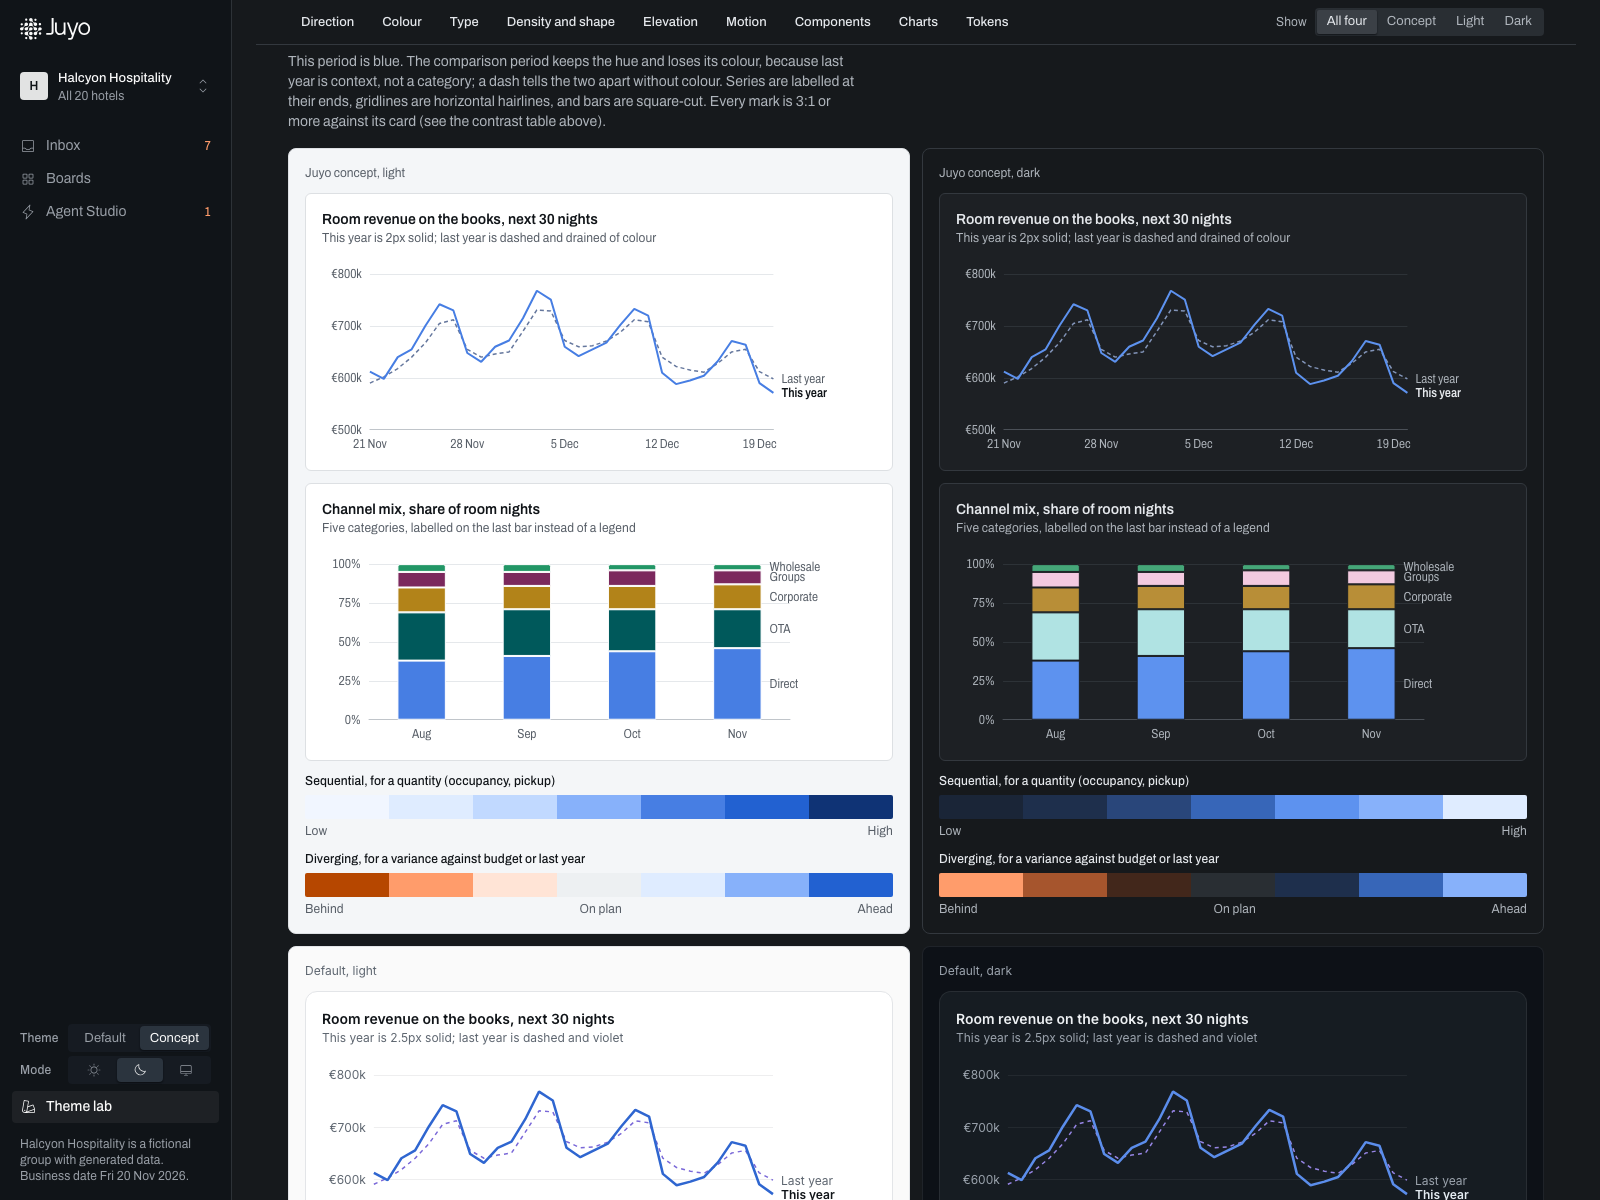 Juyo
H
Halcyon Hospitality
All 20 hotels
Inbox
7
Boards
Agent Studio
1
Theme
Default
Concept
Mode
Theme lab
Halcyon Hospitality is a fictional
group with generated data.
Business date Fri 20 Nov 2026.
Direction
Colour
Type
Density and shape
Elevation
Motion
Components
Charts
Tokens
Show
All four
Concept
Light
Dark
This period is blue. The comparison period keeps the hue and loses its colour, because last
year is context, not a category; a dash tells the two apart without colour. Series are labelled at
their ends, gridlines are horizontal hairlines, and bars are square-cut. Every mark is 3:1 or
more against its card (see the contrast table above).
Juyo concept, light
Room revenue on the books, next 30 nights
This year is 2px solid; last year is dashed and drained of colour
€800k
€700k
€600k
€500k
Last year
This year
21 Nov
28 Nov
5 Dec
12 Dec
19 Dec
Channel mix, share of room nights
Five categories, labelled on the last bar instead of a legend
100%
75%
50%
25%
0%
Wholesale
Groups
Corporate
OTA
Direct
Aug
Sep
Oct
Nov
Sequential, for a quantity (occupancy, pickup)
Low
High
Diverging, for a variance against budget or last year
Behind
On plan
Ahead
Juyo concept, dark
Room revenue on the books, next 30 nights
This year is 2px solid; last year is dashed and drained of colour
€800k
€700k
€600k
€500k
Last year
This year
21 Nov
28 Nov
5 Dec
12 Dec
19 Dec
Channel mix, share of room nights
Five categories, labelled on the last bar instead of a legend
100%
75%
50%
25%
0%
Wholesale
Groups
Corporate
OTA
Direct
Aug
Sep
Oct
Nov
Sequential, for a quantity (occupancy, pickup)
Low
High
Diverging, for a variance against budget or last year
Behind
On plan
Ahead
Default, light
Room revenue on the books, next 30 nights
This year is 2.5px solid; last year is dashed and violet
€800k
€700k
€600k
Last year
This year
Default, dark
Room revenue on the books, next 30 nights
This year is 2.5px solid; last year is dashed and violet
€800k
€700k
€600k
Last year
This year